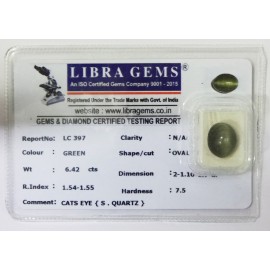 LIBRA GEMS
An ISO Certified Gems Company 9001 - 2015
Registered Under the Trade Marks with Govt. of India
website : www.libragems.co.in
GEMS & DIAMOND CERTIFIED TESTING REPORT
ReportNo: LC 397 Clarity N/A
Colour GREEN Shape/cut OVAL
Wt 6.42 cts Dimension
R.Index 1.54-1.55 Hardness 7.5
Comment CATS EYE ( S . QUARTZ )